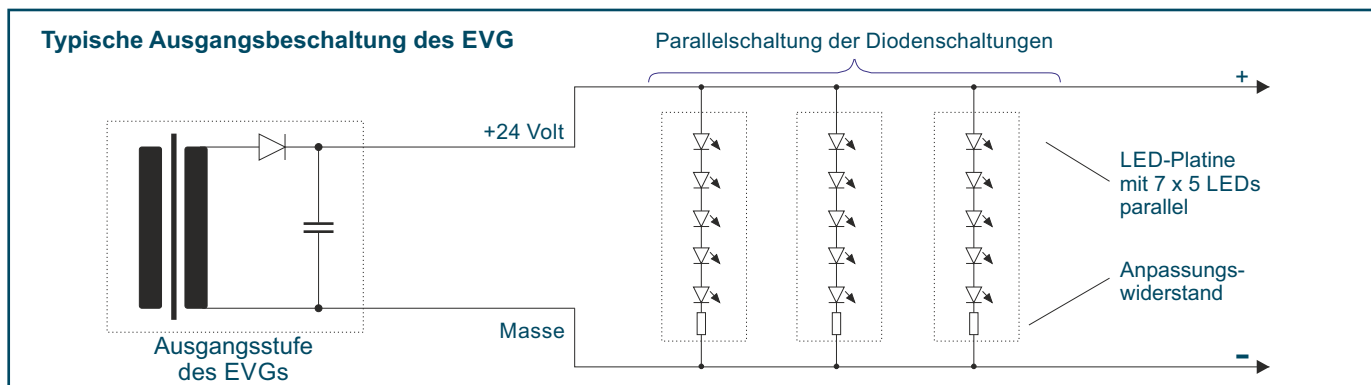 Typische Ausgangsbeschaltung des EVG
Parallelschaltung der Diodenschaltungen
+
+24 Volt
LED-Platine
mit 7 x 5 LEDs
parallel
Anpassungs-
widerstand
Masse
Ausgangsstufe
des EVGs
-